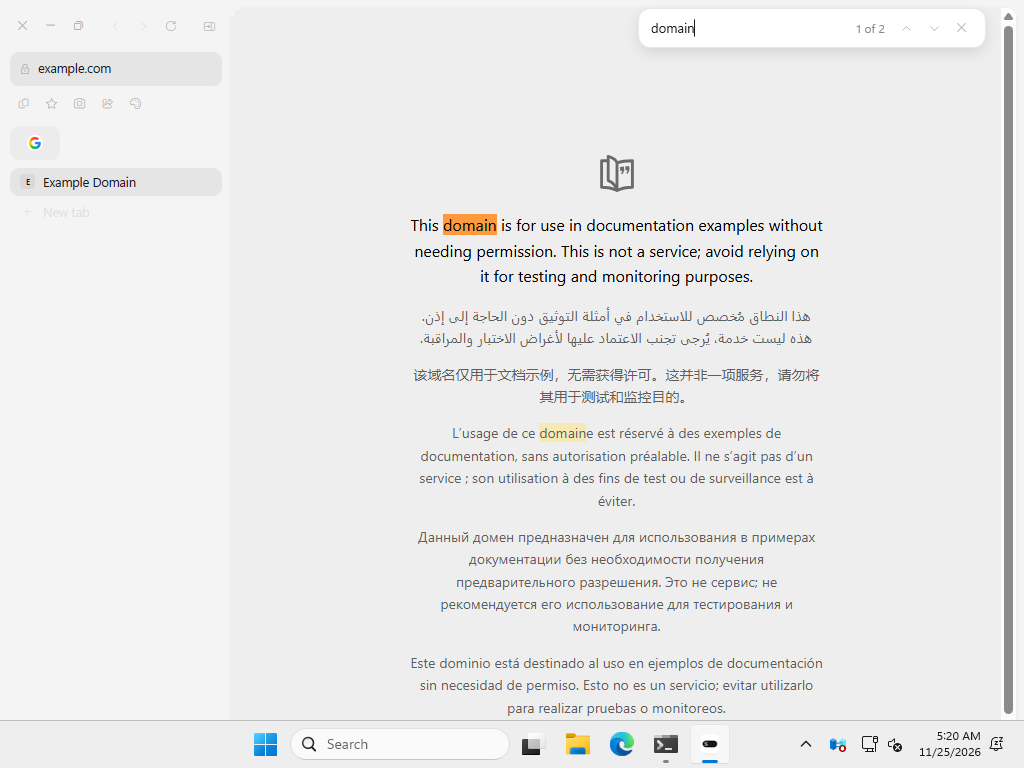 domain
1 of 2
example.com
E Example Domain
+ New tab
This domain is for use in documentation examples without
needing permission. This is not a service; avoid relying on
it for testing and monitoring purposes.
هذا النطاق مُخصص للاستخدام في أمثلة التوثيق دون الحاجة إلى إذن.
هذه ليست خدمة، يُرجى تجنب الاعتماد عليها لأغراض الاختبار والمراقبة.
该域名仅用于文档示例，无需获得许可。这并非一项服务，请勿将
其用于测试和监控目的。
L’usage de ce domaine est réservé à des exemples de
documentation, sans autorisation préalable. Il ne s’agit pas d’un
service ; son utilisation à des fins de test ou de surveillance est à
éviter.
Данный домен предназначен для использования в примерах
документации без необходимости получения
предварительного разрешения. Это не сервис; не
рекомендуется его использование для тестирования и
мониторинга.
Este dominio está destinado al uso en ejemplos de documentación
sin necesidad de permiso. Esto no es un servicio; evitar utilizarlo
para realizar pruebas o monitoreos.
Search
5:20 AM
11/25/2026